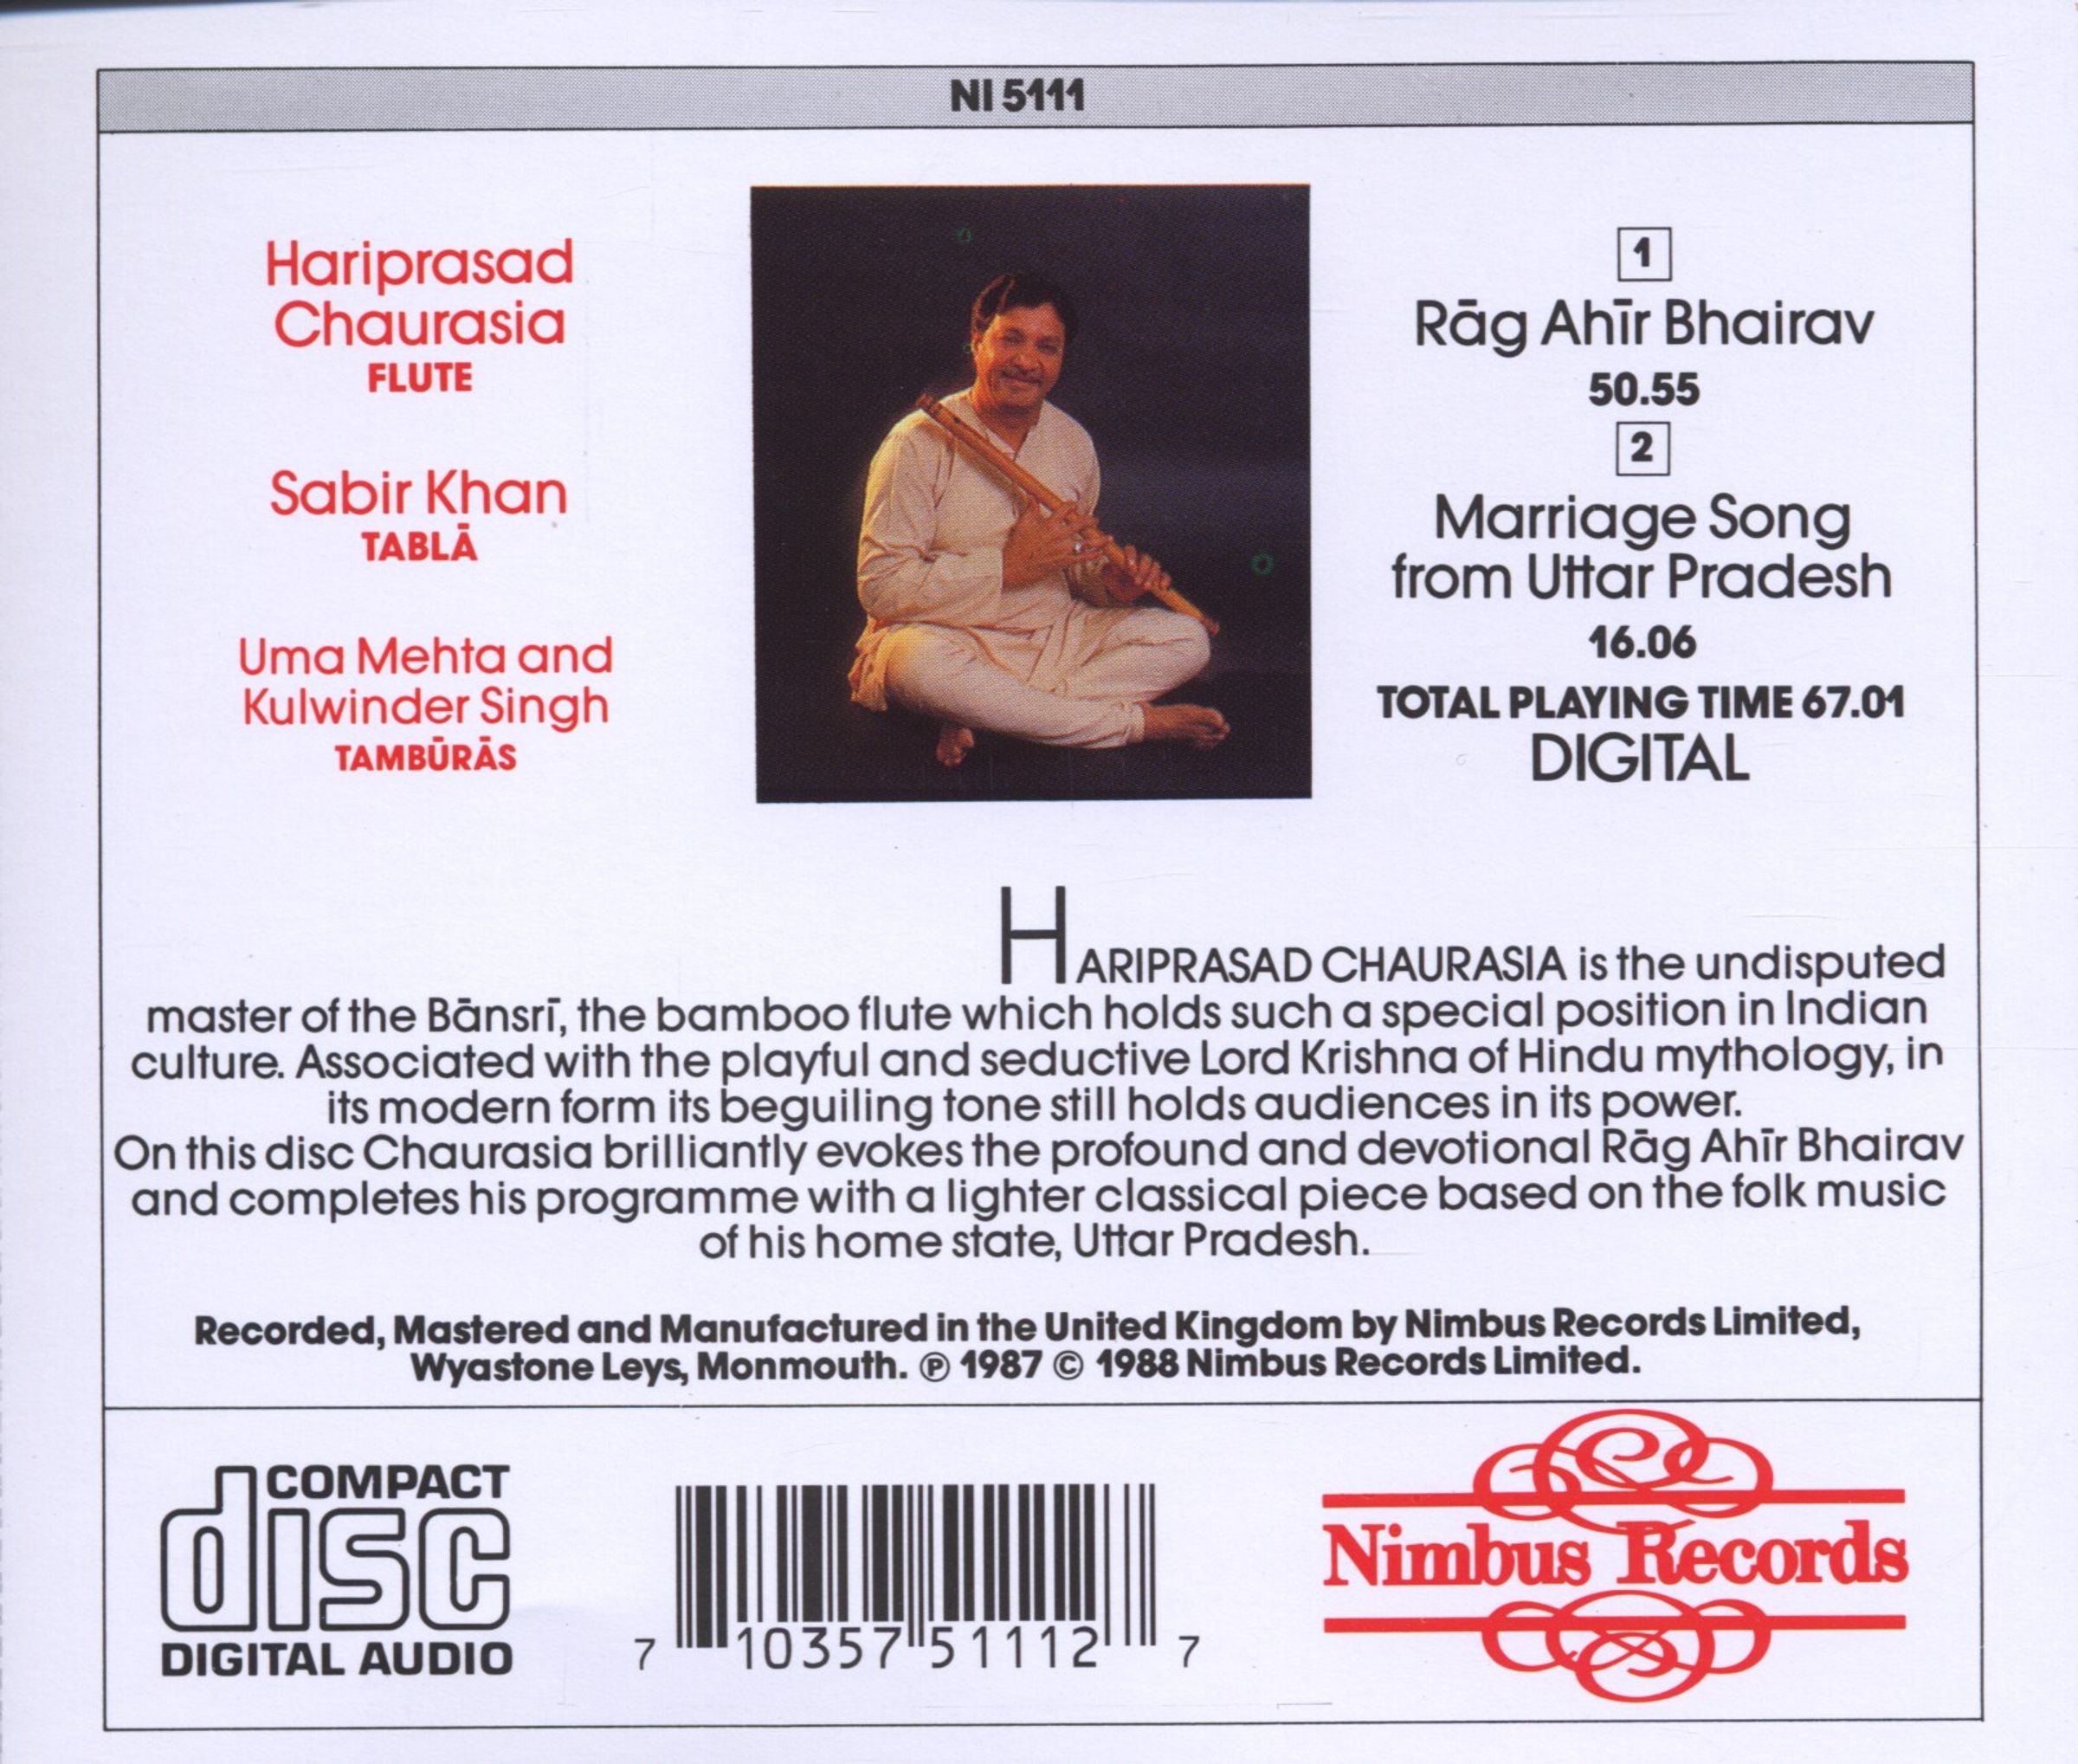 NI 5111
Hariprasad
Chaurasia
FLUTE
Sabir Khan
TABLĀ
Uma Mehta and
Kulwinder Singh
TAMBŪRĀS
1
Rāg Ahīr Bhairav
50.55
2
Marriage Song
from Uttar Pradesh
16.06
TOTAL PLAYING TIME 67.01
DIGITAL
HARIPRASAD CHAURASIA is the undisputed
master of the Bānsrī, the bamboo flute which holds such a special position in Indian
culture. Associated with the playful and seductive Lord Krishna of Hindu mythology, in
its modern form its beguiling tone still holds audiences in its power.
On this disc Chaurasia brilliantly evokes the profound and devotional Rāg Ahīr Bhairav
and completes his programme with a lighter classical piece based on the folk music
of his home state, Uttar Pradesh.
Recorded, Mastered and Manufactured in the United Kingdom by Nimbus Records Limited,
Wyastone Leys, Monmouth. ℗ 1987 © 1988 Nimbus Records Limited.
COMPACT
disc
DIGITAL AUDIO
7 10357 51112 7
Nimbus Records